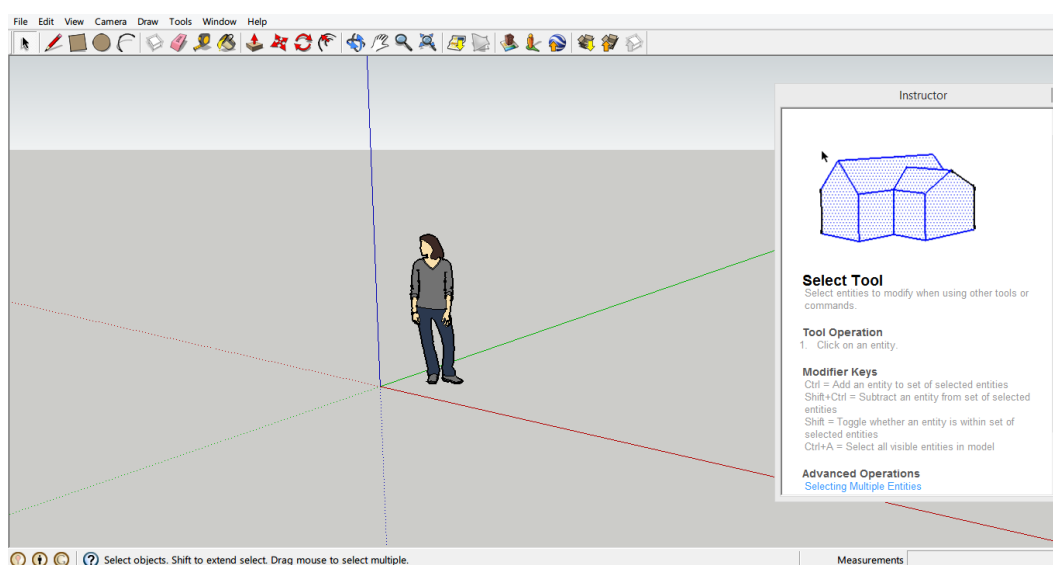 File Edit View Camera Draw Tools Window Help
Instructor
Select Tool
Select entities to modify when using other tools or
commands.
Tool Operation
1. Click on an entity.
Modifier Keys
Ctrl = Add an entity to set of selected entities
Shift+Ctrl = Subtract an entity from set of selected
entities
Shift = Toggle whether an entity is within set of
selected entities
Ctrl+A = Select all visible entities in model
Advanced Operations
Selecting Multiple Entities
Select objects. Shift to extend select. Drag mouse to select multiple.
Measurements